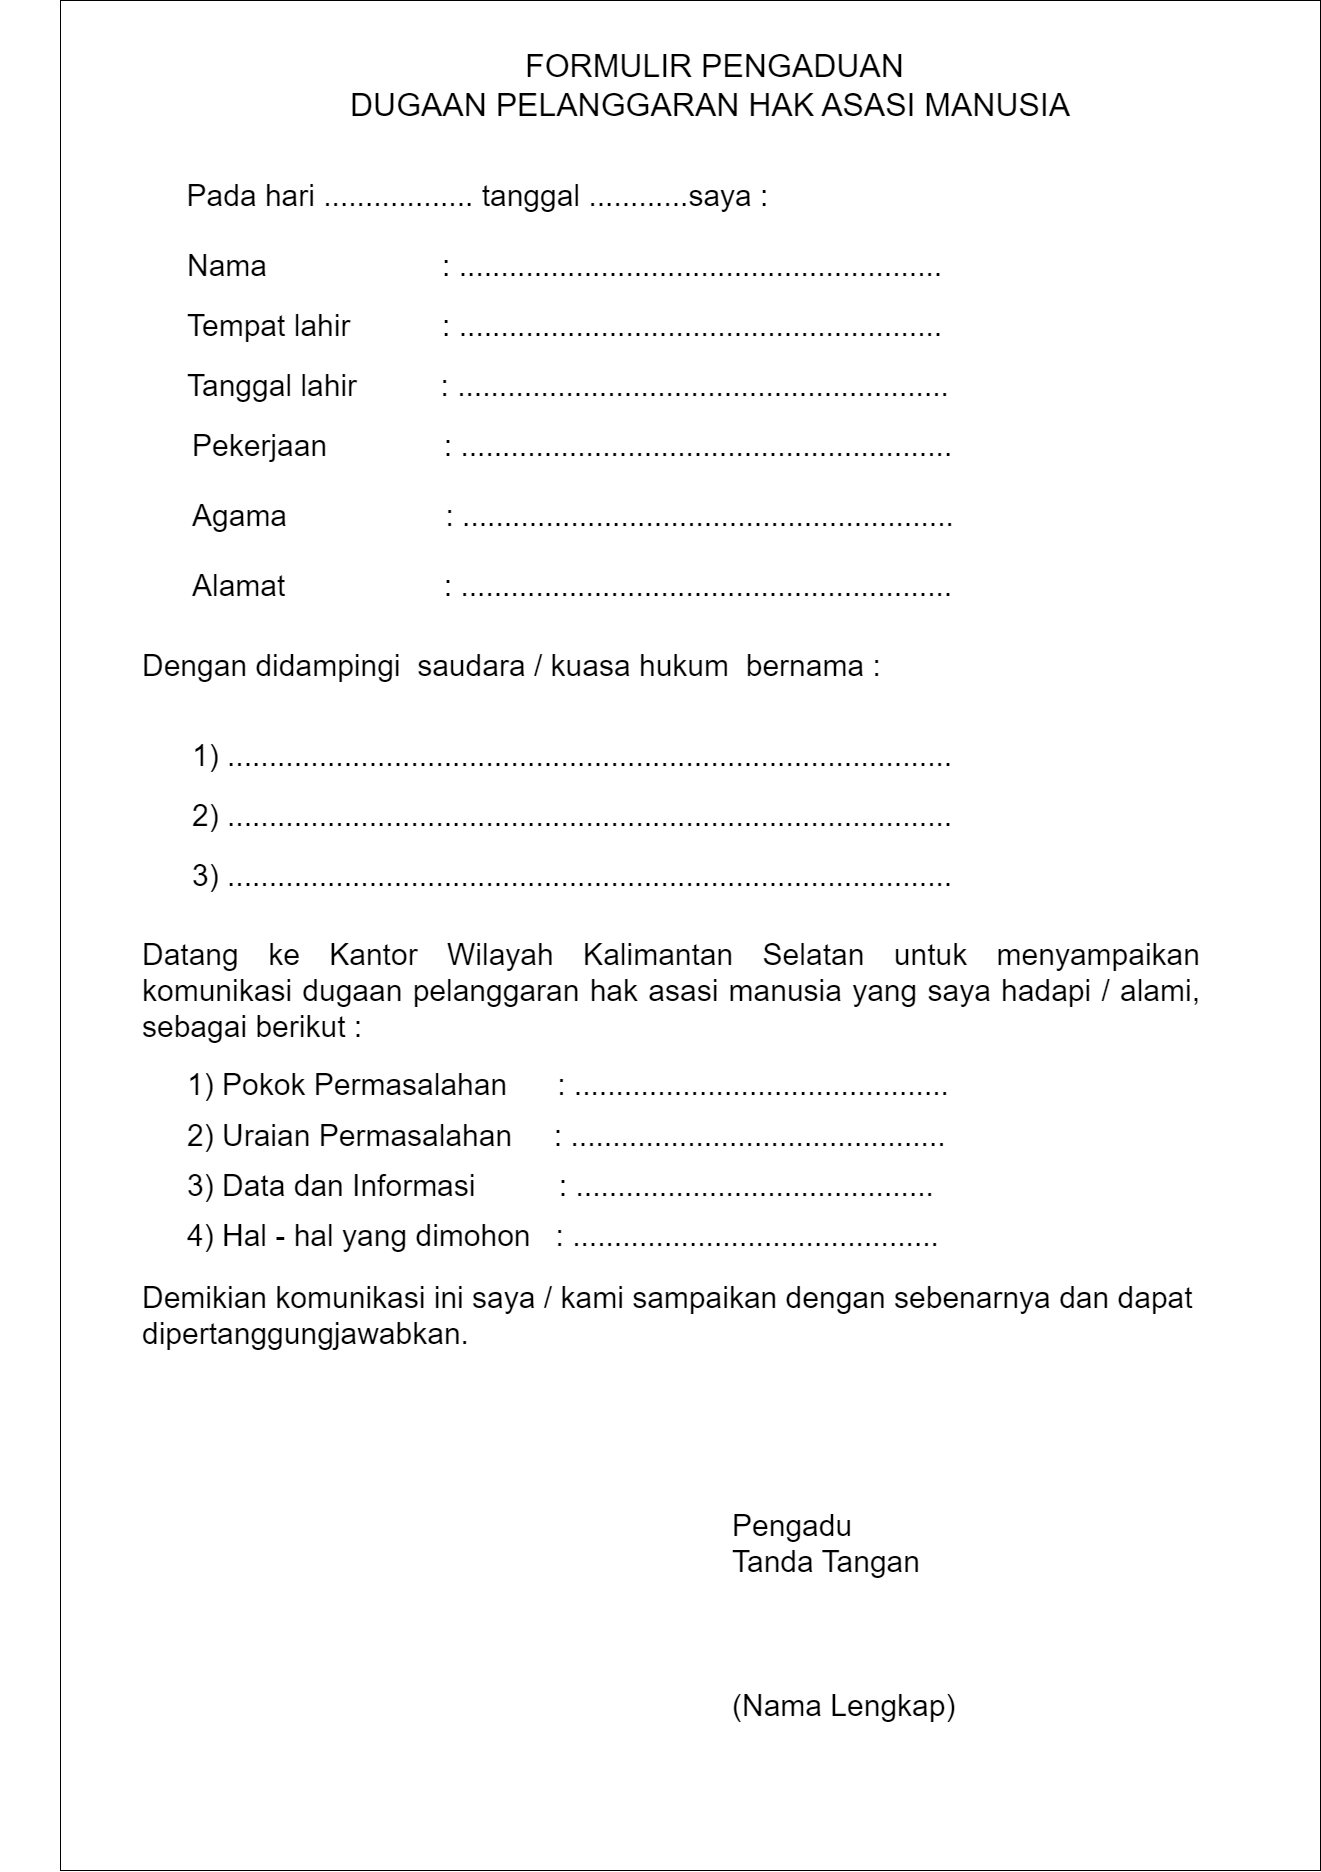 FORMULIR PENGADUAN
DUGAAN PELANGGARAN HAK ASASI MANUSIA
Pada hari .................. tanggal ............saya :
Nama : ..........................................................
Tempat lahir : ..........................................................
Tanggal lahir : ...........................................................
Pekerjaan : ...........................................................
Agama : ...........................................................
Alamat : ...........................................................
Dengan didampingi saudara / kuasa hukum bernama :
1) .......................................................................................
2) .......................................................................................
3) .......................................................................................
Datang ke Kantor Wilayah Kalimantan Selatan untuk menyampaikan
komunikasi dugaan pelanggaran hak asasi manusia yang saya hadapi / alami,
sebagai berikut :
1) Pokok Permasalahan : .............................................
2) Uraian Permasalahan : .............................................
3) Data dan Informasi : ...........................................
4) Hal - hal yang dimohon : ............................................
Demikian komunikasi ini saya / kami sampaikan dengan sebenarnya dan dapat
dipertanggungjawabkan.
Pengadu
Tanda Tangan
(Nama Lengkap)